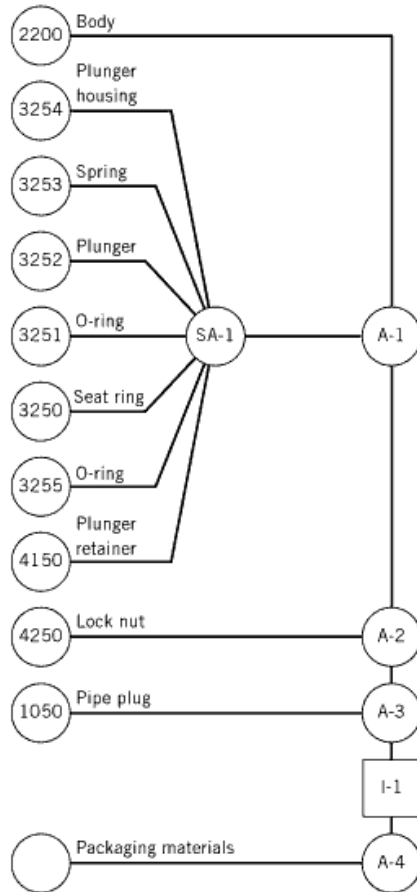 Body
2200
Plunger
housing
3254
Spring
3253
Plunger
3252
O-ring
3251
SA-1
A-1
Seat ring
3250
O-ring
3255
Plunger
retainer
4150
Lock nut
4250
A-2
Pipe plug
1050
A-3
I-1
Packaging materials
A-4